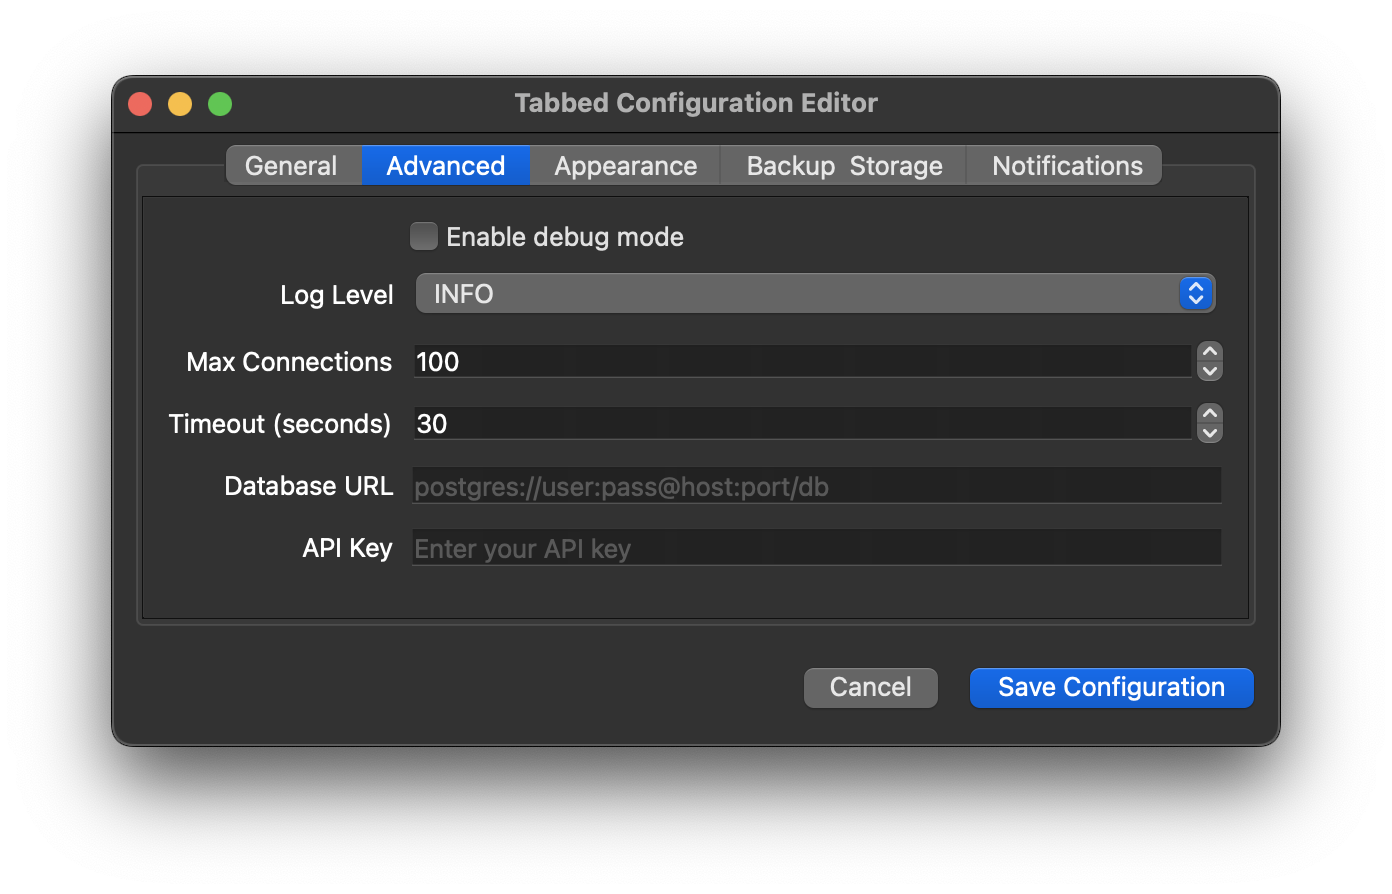 Tabbed Configuration Editor
General Advanced Appearance Backup  Storage Notifications
Enable debug mode
Log Level INFO
Max Connections 100
Timeout (seconds) 30
Database URL postgres://user:pass@host:port/db
API Key Enter your API key
Cancel Save Configuration